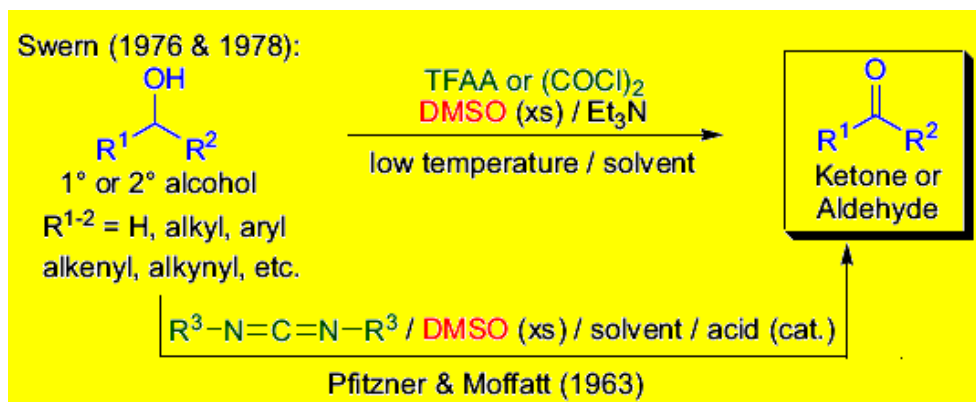 Swern (1976 & 1978):
OH
R¹ R²
1° or 2° alcohol
R¹⁻² = H, alkyl, aryl
alkenyl, alkynyl, etc.
TFAA or (COCl)₂
DMSO (xs) / Et₃N
low temperature / solvent
O
R¹ R²
Ketone or
Aldehyde
R³–N=C=N–R³ / DMSO (xs) / solvent / acid (cat.)
Pfitzner & Moffatt (1963)